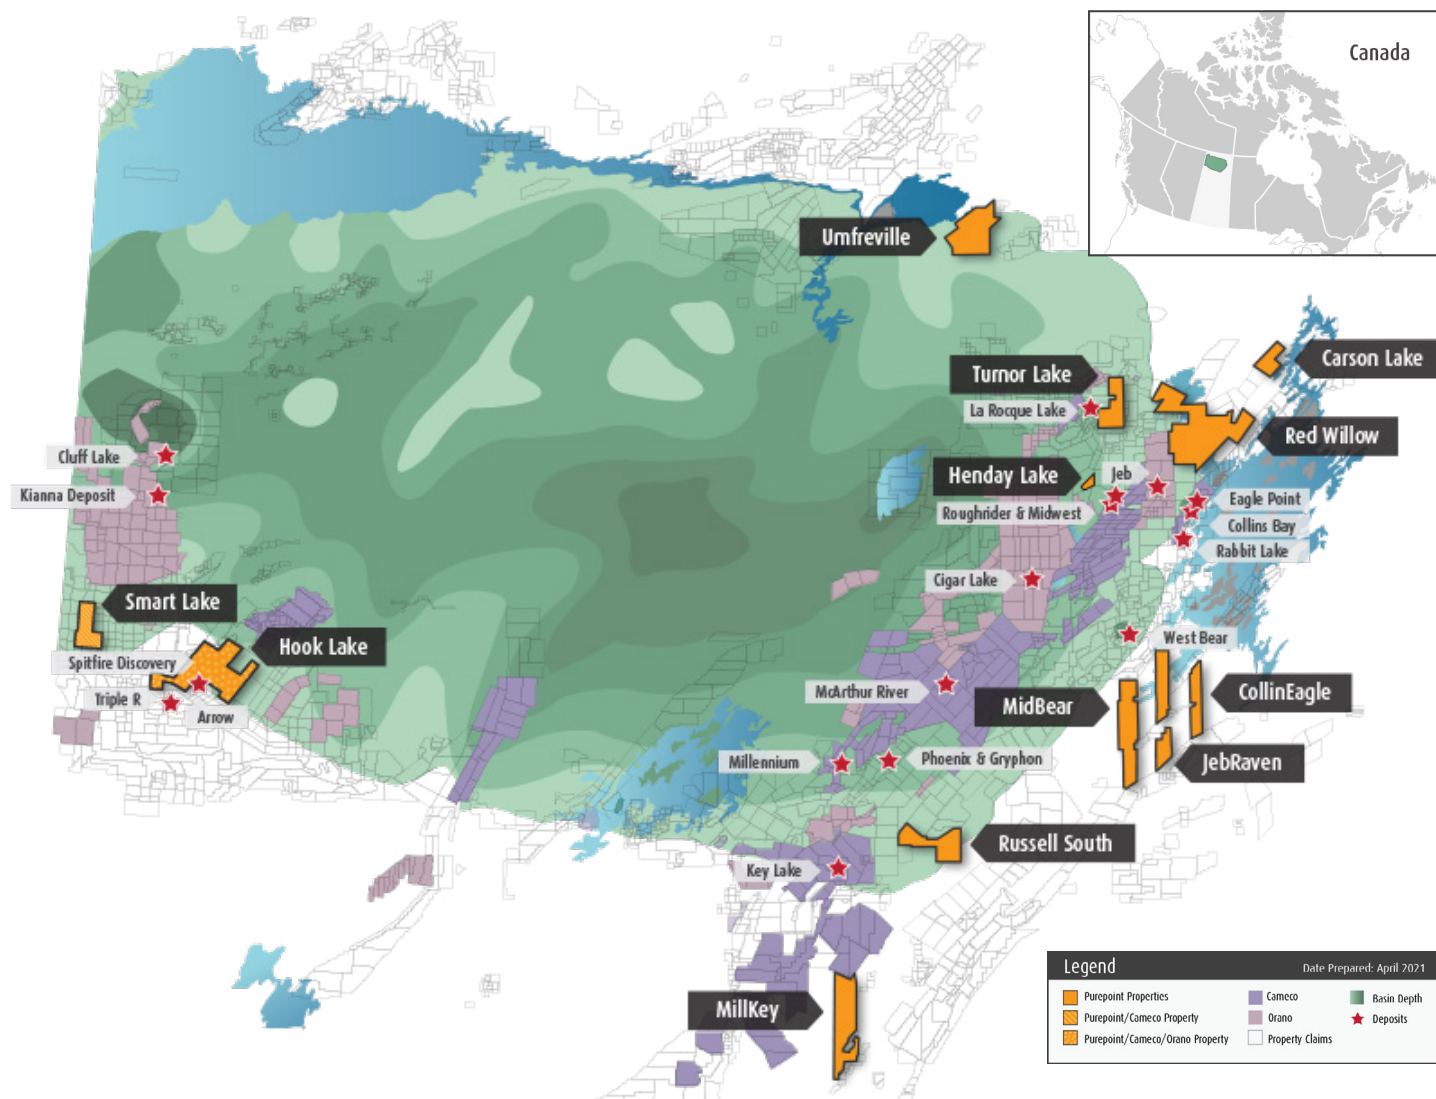 Canada
Umfreville
Carson Lake
Turnor Lake
La Rocque Lake
Red Willow
Cluff Lake
Henday Lake
Jeb
Kianna Deposit
Eagle Point
Roughrider & Midwest
Collins Bay
Rabbit Lake
Cigar Lake
Smart Lake
West Bear
Hook Lake
Spitfire Discovery
McArthur River
CollinEagle
Triple R
MidBear
Arrow
Millennium
Phoenix & Gryphon
JebRaven
Russell South
Key Lake
MillKey
Legend
Date Prepared: April 2021
Purepoint Properties
Cameco
Basin Depth
Purepoint/Cameco Property
Orano
Deposits
Purepoint/Cameco/Orano Property
Property Claims